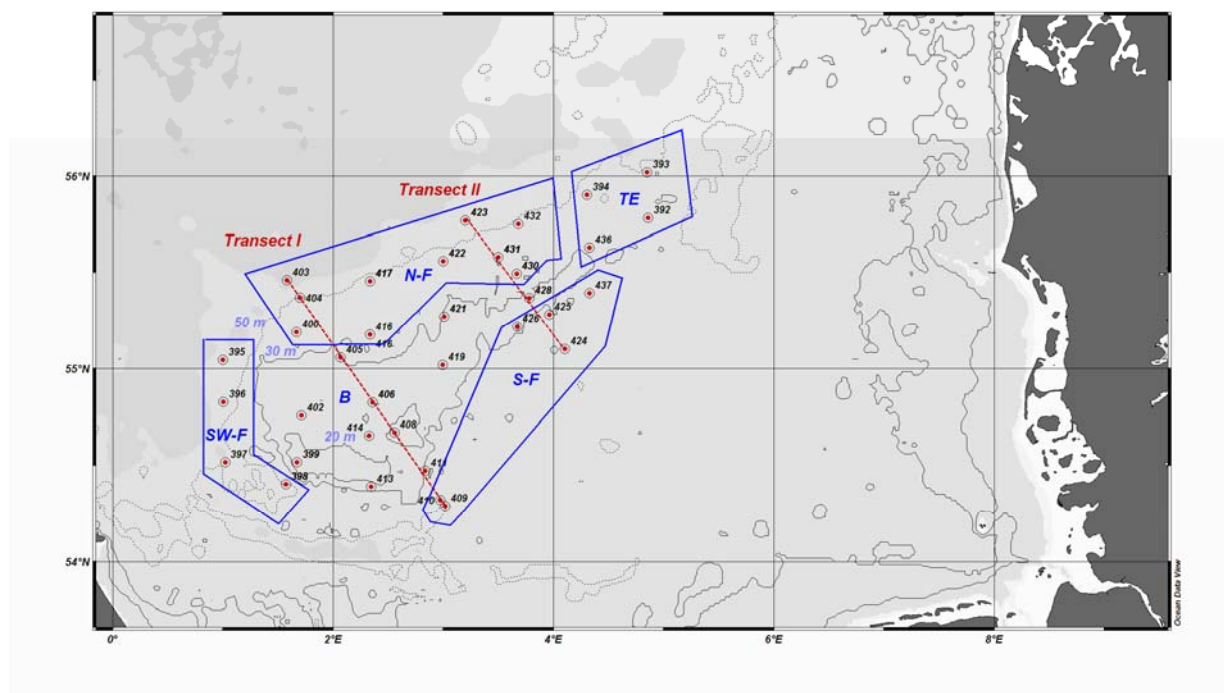 393
56°N
394
Transect II
TE
423
432
392
Transect I
436
431
422
403
417
N-F
430
437
404
428
421
425
50 m
400
416
426
424
418
30 m
405
395
55°N
419
S-F
406
396
B
402
408
414
20 m
SW-F
411
397
399
398
413
410
409
54°N
Ocean Data View
0°
2°E
4°E
6°E
8°E